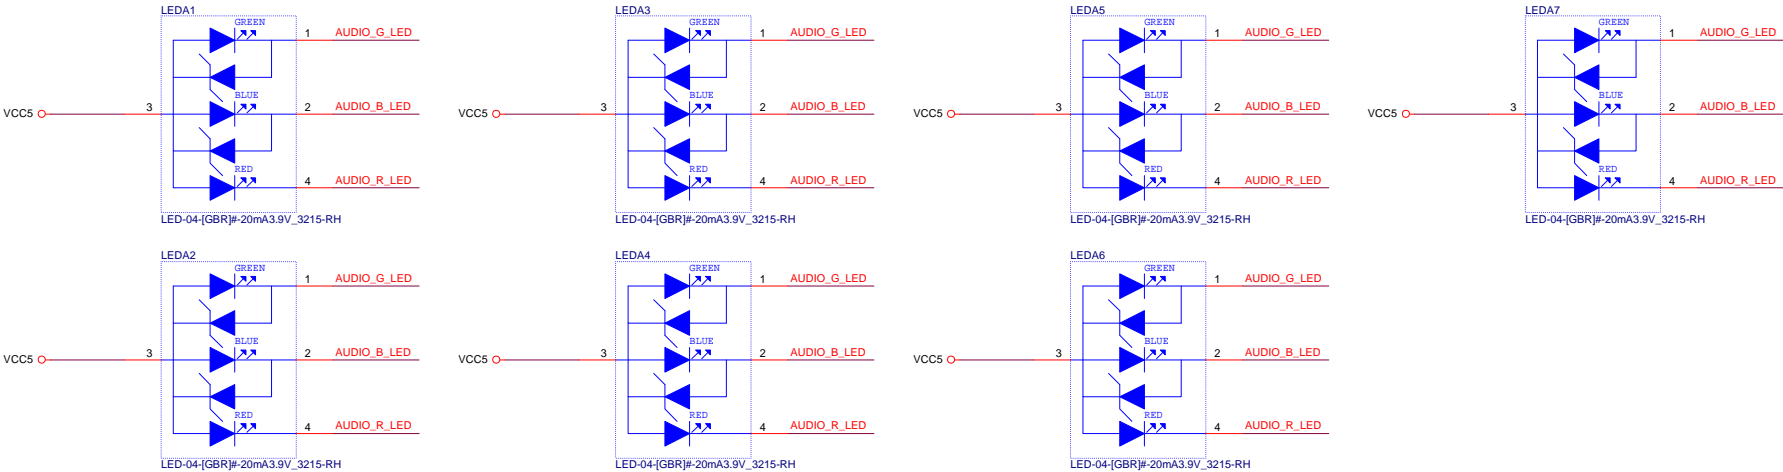 LEDA1
GREEN
1 AUDIO_G_LED
BLUE
VCC5 3 2 AUDIO_B_LED
RED
4 AUDIO_R_LED
LED-04-[GBR]#-20mA3.9V_3215-RH
LEDA3
GREEN
1 AUDIO_G_LED
BLUE
VCC5 3 2 AUDIO_B_LED
RED
4 AUDIO_R_LED
LED-04-[GBR]#-20mA3.9V_3215-RH
LEDA5
GREEN
1 AUDIO_G_LED
BLUE
VCC5 3 2 AUDIO_B_LED
RED
4 AUDIO_R_LED
LED-04-[GBR]#-20mA3.9V_3215-RH
LEDA7
GREEN
1 AUDIO_G_LED
BLUE
VCC5 3 2 AUDIO_B_LED
RED
4 AUDIO_R_LED
LED-04-[GBR]#-20mA3.9V_3215-RH
LEDA2
GREEN
1 AUDIO_G_LED
BLUE
VCC5 3 2 AUDIO_B_LED
RED
4 AUDIO_R_LED
LED-04-[GBR]#-20mA3.9V_3215-RH
LEDA4
GREEN
1 AUDIO_G_LED
BLUE
VCC5 3 2 AUDIO_B_LED
RED
4 AUDIO_R_LED
LED-04-[GBR]#-20mA3.9V_3215-RH
LEDA6
GREEN
1 AUDIO_G_LED
BLUE
VCC5 3 2 AUDIO_B_LED
RED
4 AUDIO_R_LED
LED-04-[GBR]#-20mA3.9V_3215-RH